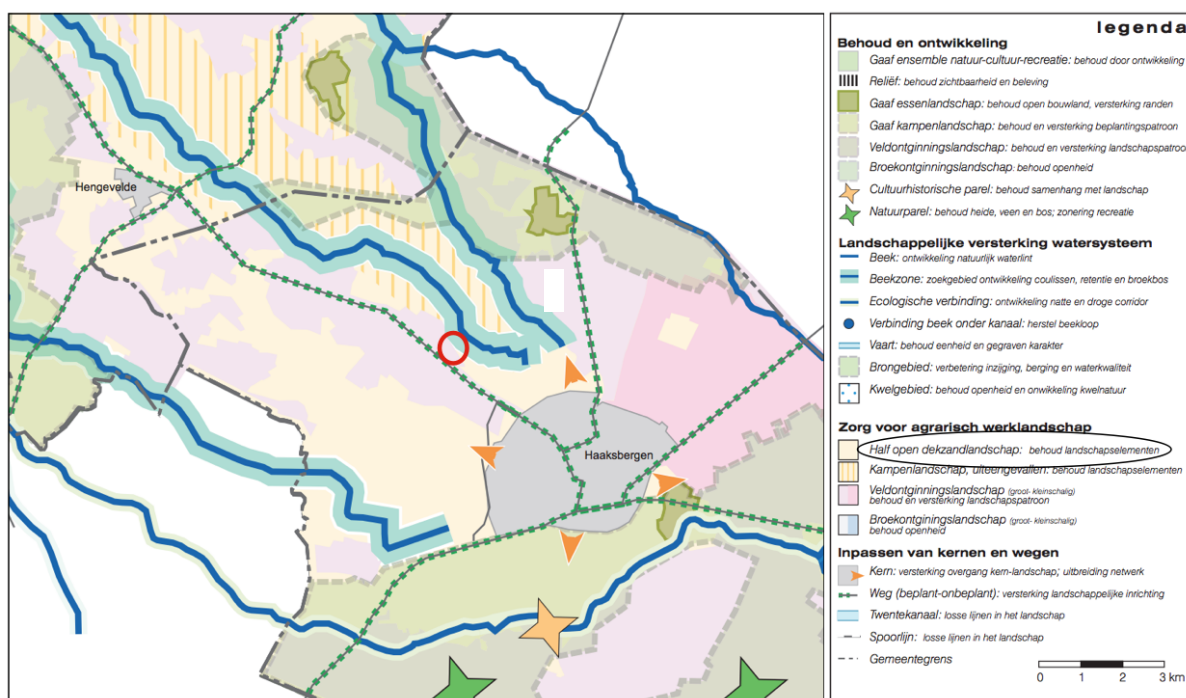 Hengevelde
Haaksbergen
legenda
Behoud en ontwikkeling
Gaaf ensemble natuur-cultuur-recreatie: behoud door ontwikkeling
Reliëf: behoud zichtbaarheid en beleving
Gaaf essenlandschap: behoud open bouwland, versterking randen
Gaaf kampenlandschap: behoud en versterking beplantingspatroon
Veldontginningslandschap: behoud en versterking landschapspatroo
Broekontginningslandschap: behoud openheid
Cultuurhistorische parel: behoud samenhang met landschap
Natuurparel: behoud heide, veen en bos; zonering recreatie
Landschappelijke versterking watersysteem
Beek: ontwikkeling natuurlijk waterlint
Beekzone: zoekgebied ontwikkeling coulissen, retentie en broekbos
Ecologische verbinding: ontwikkeling natte en droge corridor
Verbinding beek onder kanaal: herstel beekloop
Vaart: behoud eenheid en gegraven karakter
Brongebied: verbetering inzijging, berging en waterkwaliteit
Kwelgebied: behoud openheid en onwikkeling kwelnatuur
Zorg voor agrarisch werklandschap
Half open dekzandlandschap: behoud landschapselementen
Kampenlandschap, uiteengevallen: behoud landschapselementen
Veldontginningslandschap (groot- kleinschalig)
behoud en versterking landschapspatroon
Broekontginingslandschap (groot- kleinschalig)
behoud openheid
Inpassen van kernen en wegen
Kern: versterking overgang kern-landschap; uitbreiding netwerk
Weg (beplant-onbeplant): versterking landschappelijke inrichting
Twentekanaal: losse lijnen in het landschap
Spoorlijn: losse lijnen in het landschap
Gemeentegrens
0 1 2 3 km